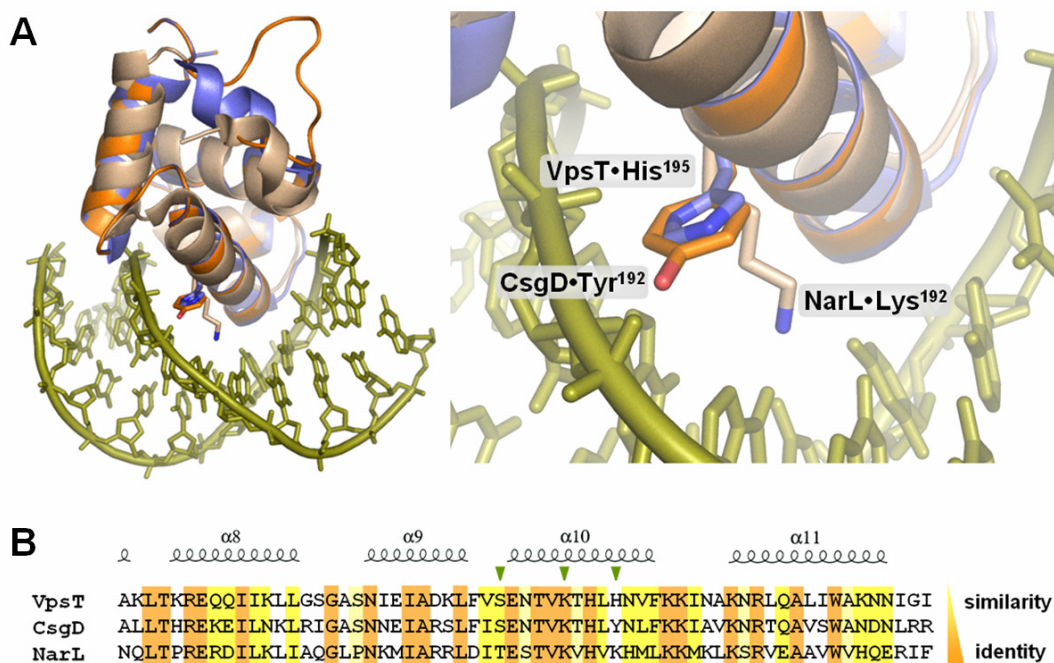 A
VpsT•His195
CsgD•Tyr192
NarL•Lys192
B
α8 α9 α10 α11
VpsT AKLTKREQQIIKLLGSGASNIEIADKLFVSENTVKTHLHNVFKKINAKNRLQALIWAKNNIGI
CsgD ALLTHREKEILNKLRIGASNNEIARSLFISENTVKTHLYNLFKKIAVKNRTQAVSWANDNLRR
NarL NQLTPRERDILKLIAQGLPNKMIARRLDITESTVKVHVKHMLKKMKLKSRVEAAVWVHQERIF
similarity
identity